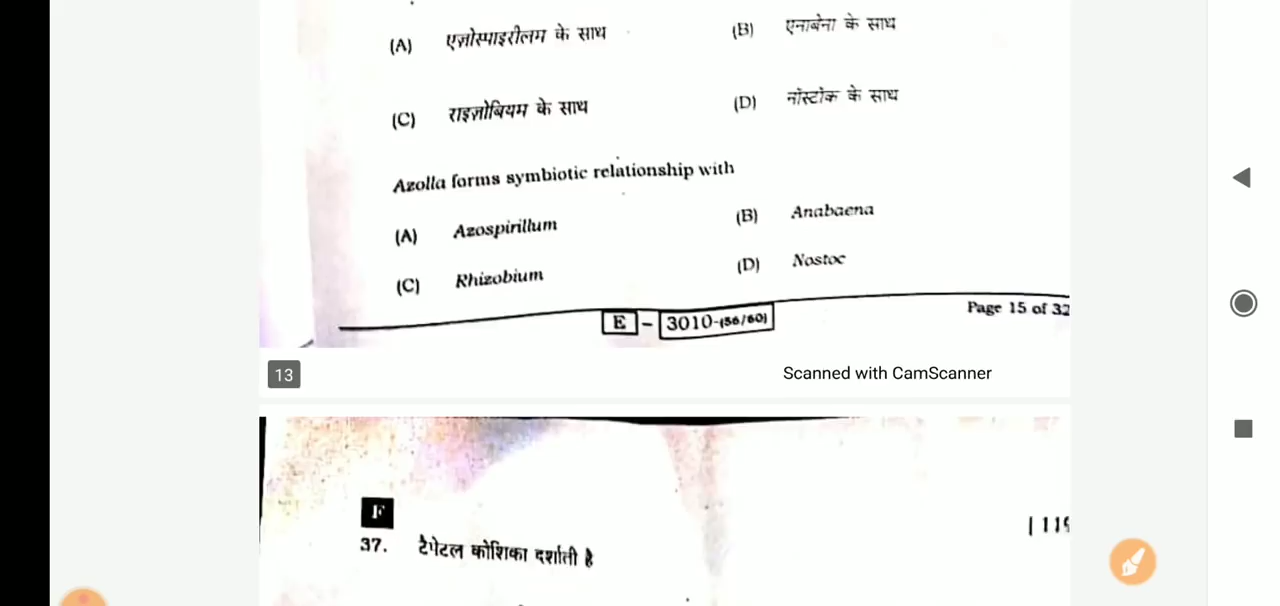 (A) एज़ोस्पाइरीलम के साथ (B) एनाबेना के साथ
(C) राइज़ोबियम के साथ (D) नॉस्टोक के साथ
Azolla forms symbiotic relationship with
(A) Azospirillum (B) Anabaena
(C) Rhizobium (D) Nostoc
E - 3010-(56/60) Page 15 of 32
13 Scanned with CamScanner
F
37. टैपेटल कोशिका दर्शाती है